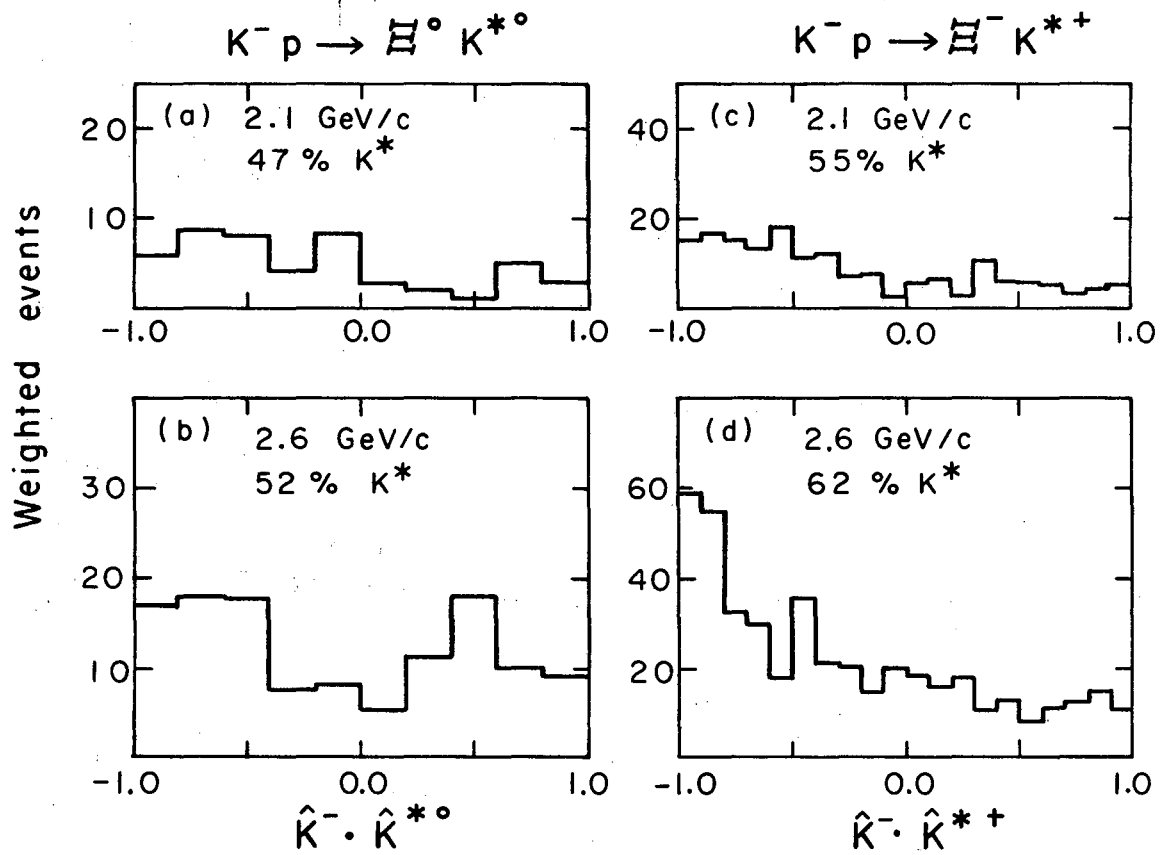 K⁻ p → Ξ° K*°
K⁻ p → Ξ⁻ K*⁺
Weighted events
(a) 2.1 GeV/c
47% K*
20
10
-1.0 0.0 1.0
(c) 2.1 GeV/c
55% K*
40
20
-1.0 0.0 1.0
(b) 2.6 GeV/c
52% K*
30
20
10
-1.0 0.0 1.0
K̂⁻ · K̂*°
(d) 2.6 GeV/c
62% K*
60
40
20
-1.0 0.0 1.0
K̂⁻ · K̂*⁺